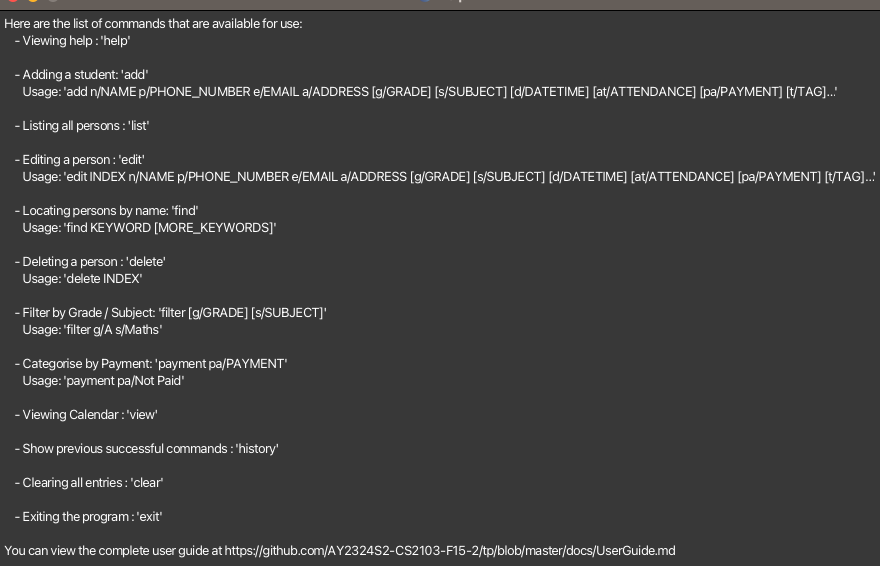 Here are the list of commands that are available for use:
- Viewing help : 'help'
- Adding a student: 'add'
Usage: 'add n/NAME p/PHONE_NUMBER e/EMAIL a/ADDRESS [g/GRADE] [s/SUBJECT] [d/DATETIME] [at/ATTENDANCE] [pa/PAYMENT] [t/TAG]...'
- Listing all persons : 'list'
- Editing a person : 'edit'
Usage: 'edit INDEX n/NAME p/PHONE_NUMBER e/EMAIL a/ADDRESS [g/GRADE] [s/SUBJECT] [d/DATETIME] [at/ATTENDANCE] [pa/PAYMENT] [t/TAG]...'
- Locating persons by name: 'find'
Usage: 'find KEYWORD [MORE_KEYWORDS]'
- Deleting a person : 'delete'
Usage: 'delete INDEX'
- Filter by Grade / Subject: 'filter [g/GRADE] [s/SUBJECT]'
Usage: 'filter g/A s/Maths'
- Categorise by Payment: 'payment pa/PAYMENT'
Usage: 'payment pa/Not Paid'
- Viewing Calendar : 'view'
- Show previous successful commands : 'history'
- Clearing all entries : 'clear'
- Exiting the program : 'exit'
You can view the complete user guide at https://github.com/AY2324S2-CS2103-F15-2/tp/blob/master/docs/UserGuide.md